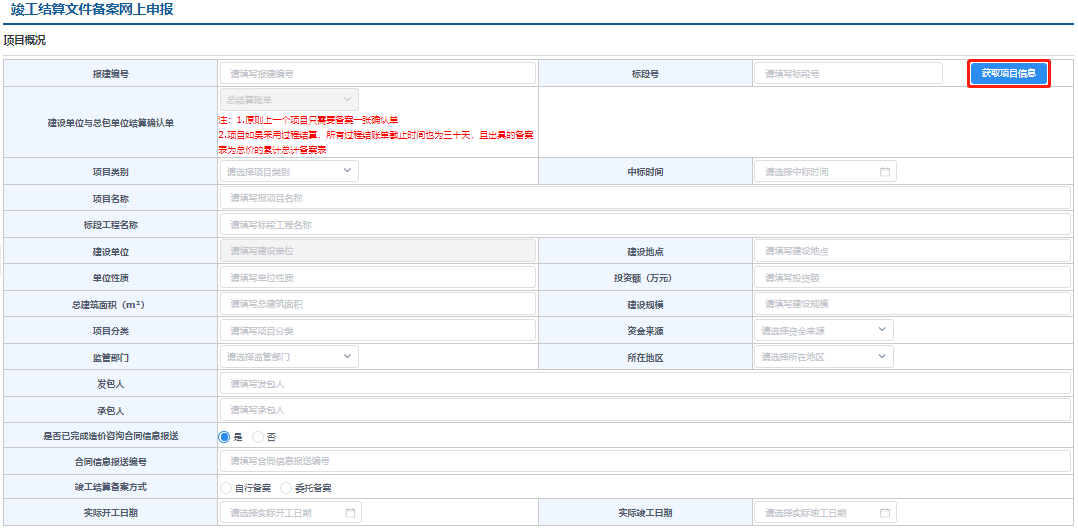 竣工结算文件备案网上申报
项目概况
报建编号 请填写报建编号 标段号 请填写标段号 获取项目信息
建设单位与总包单位结算确认单 总结算账单
注：1.原则上一个项目只需要备案一张确认单
2.项目如果采用过程结算，所有过程结账单截止时间也为三十天，且出具的备案
表为总价的累计总计备案表
项目类别 请选择项目类别 中标时间 请选择中标时间
项目名称 请填写报项目名称
标段工程名称 请填写标段工程名称
建设单位 请填写建设单位 建设地点 请填写建设地点
单位性质 请填写单位性质 投资额（万元） 请填写投资额
总建筑面积（m²） 请填写总建筑面积 建设规模 请填写建设规模
项目分类 请填写项目分类 资金来源 请选择资金来源
监管部门 请选择监管部门 所在地区 请选择所在地区
发包人 请填写发包人
承包人 请填写承包人
是否已完成造价咨询合同信息报送 是 否
合同信息报送编号 请填写合同信息报送编号
竣工结算备案方式 自行备案 委托备案
实际开工日期 请选择实际开工日期 实际竣工日期 请选择实际竣工日期